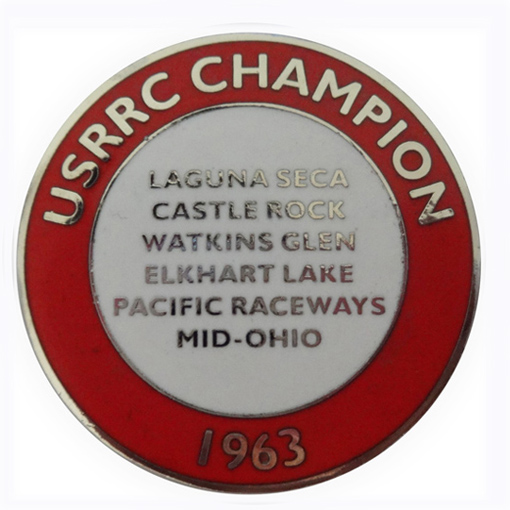 USRRC CHAMPION
LAGUNA SECA
CASTLE ROCK
WATKINS GLEN
ELKHART LAKE
PACIFIC RACEWAYS
MID-OHIO
1963